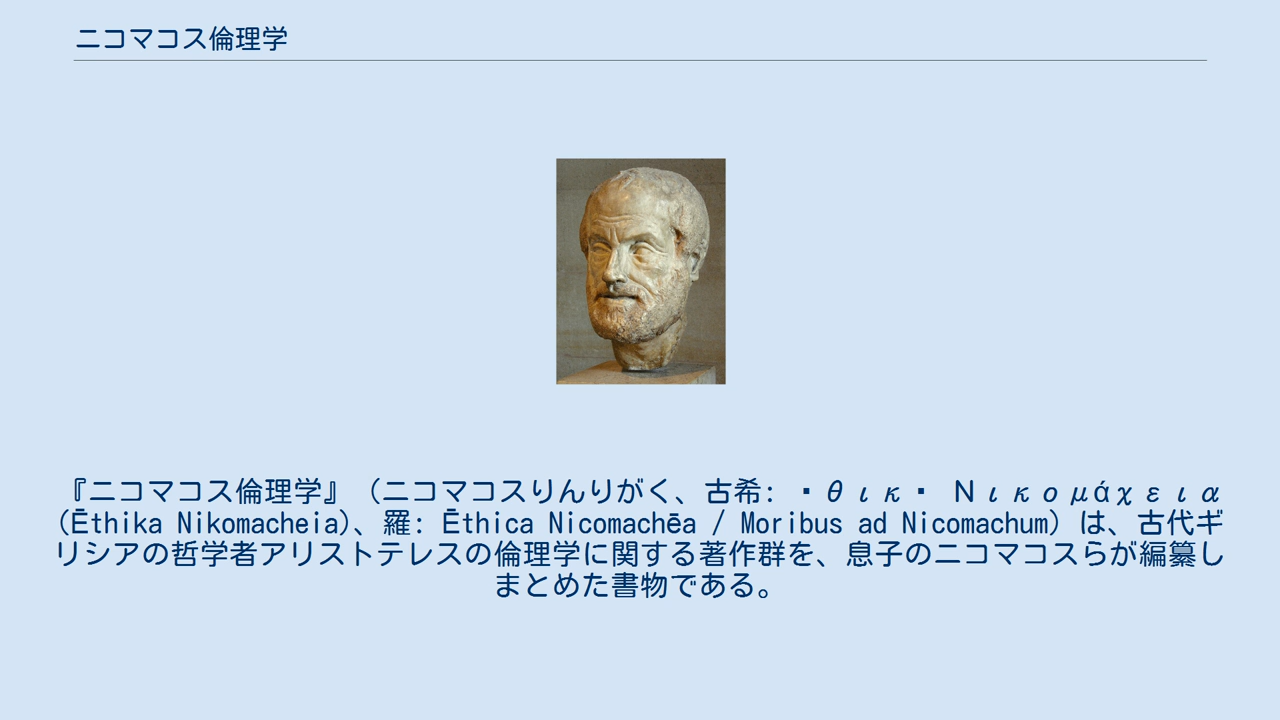 ニコマコス倫理学
『ニコマコス倫理学』（ニコマコスりんりがく、古希: ▪θικ▪ Νικομάχεια
(Ēthika Nikomacheia)、羅: Ēthica Nicomachēa / Moribus ad Nicomachum）は、古代ギ
リシアの哲学者アリストテレスの倫理学に関する著作群を、息子のニコマコスらが編纂し
まとめた書物である。